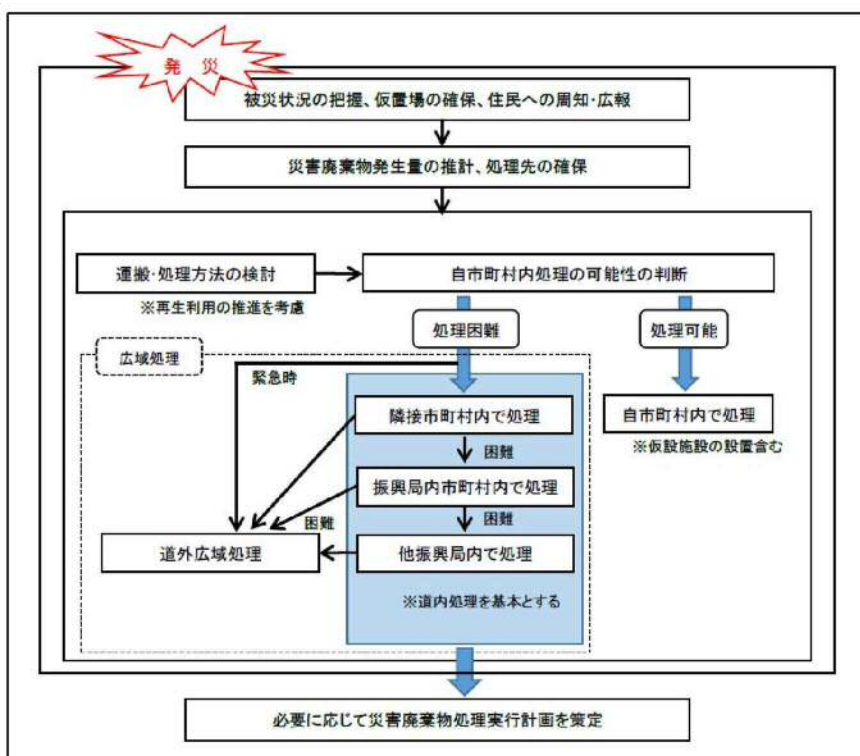 発 災
被災状況の把握、仮置場の確保、住民への周知・広報
災害廃棄物発生量の推計、処理先の確保
運搬・処理方法の検討
自市町村内処理の可能性の判断
※再生利用の推進を考慮
処理困難
処理可能
広域処理
緊急時
隣接市町村内で処理
自市町村内で処理
※仮設施設の設置含む
困難
振興局内市町村内で処理
困難
困難
道外広域処理
他振興局内で処理
※道内処理を基本とする
必要に応じて災害廃棄物処理実行計画を策定